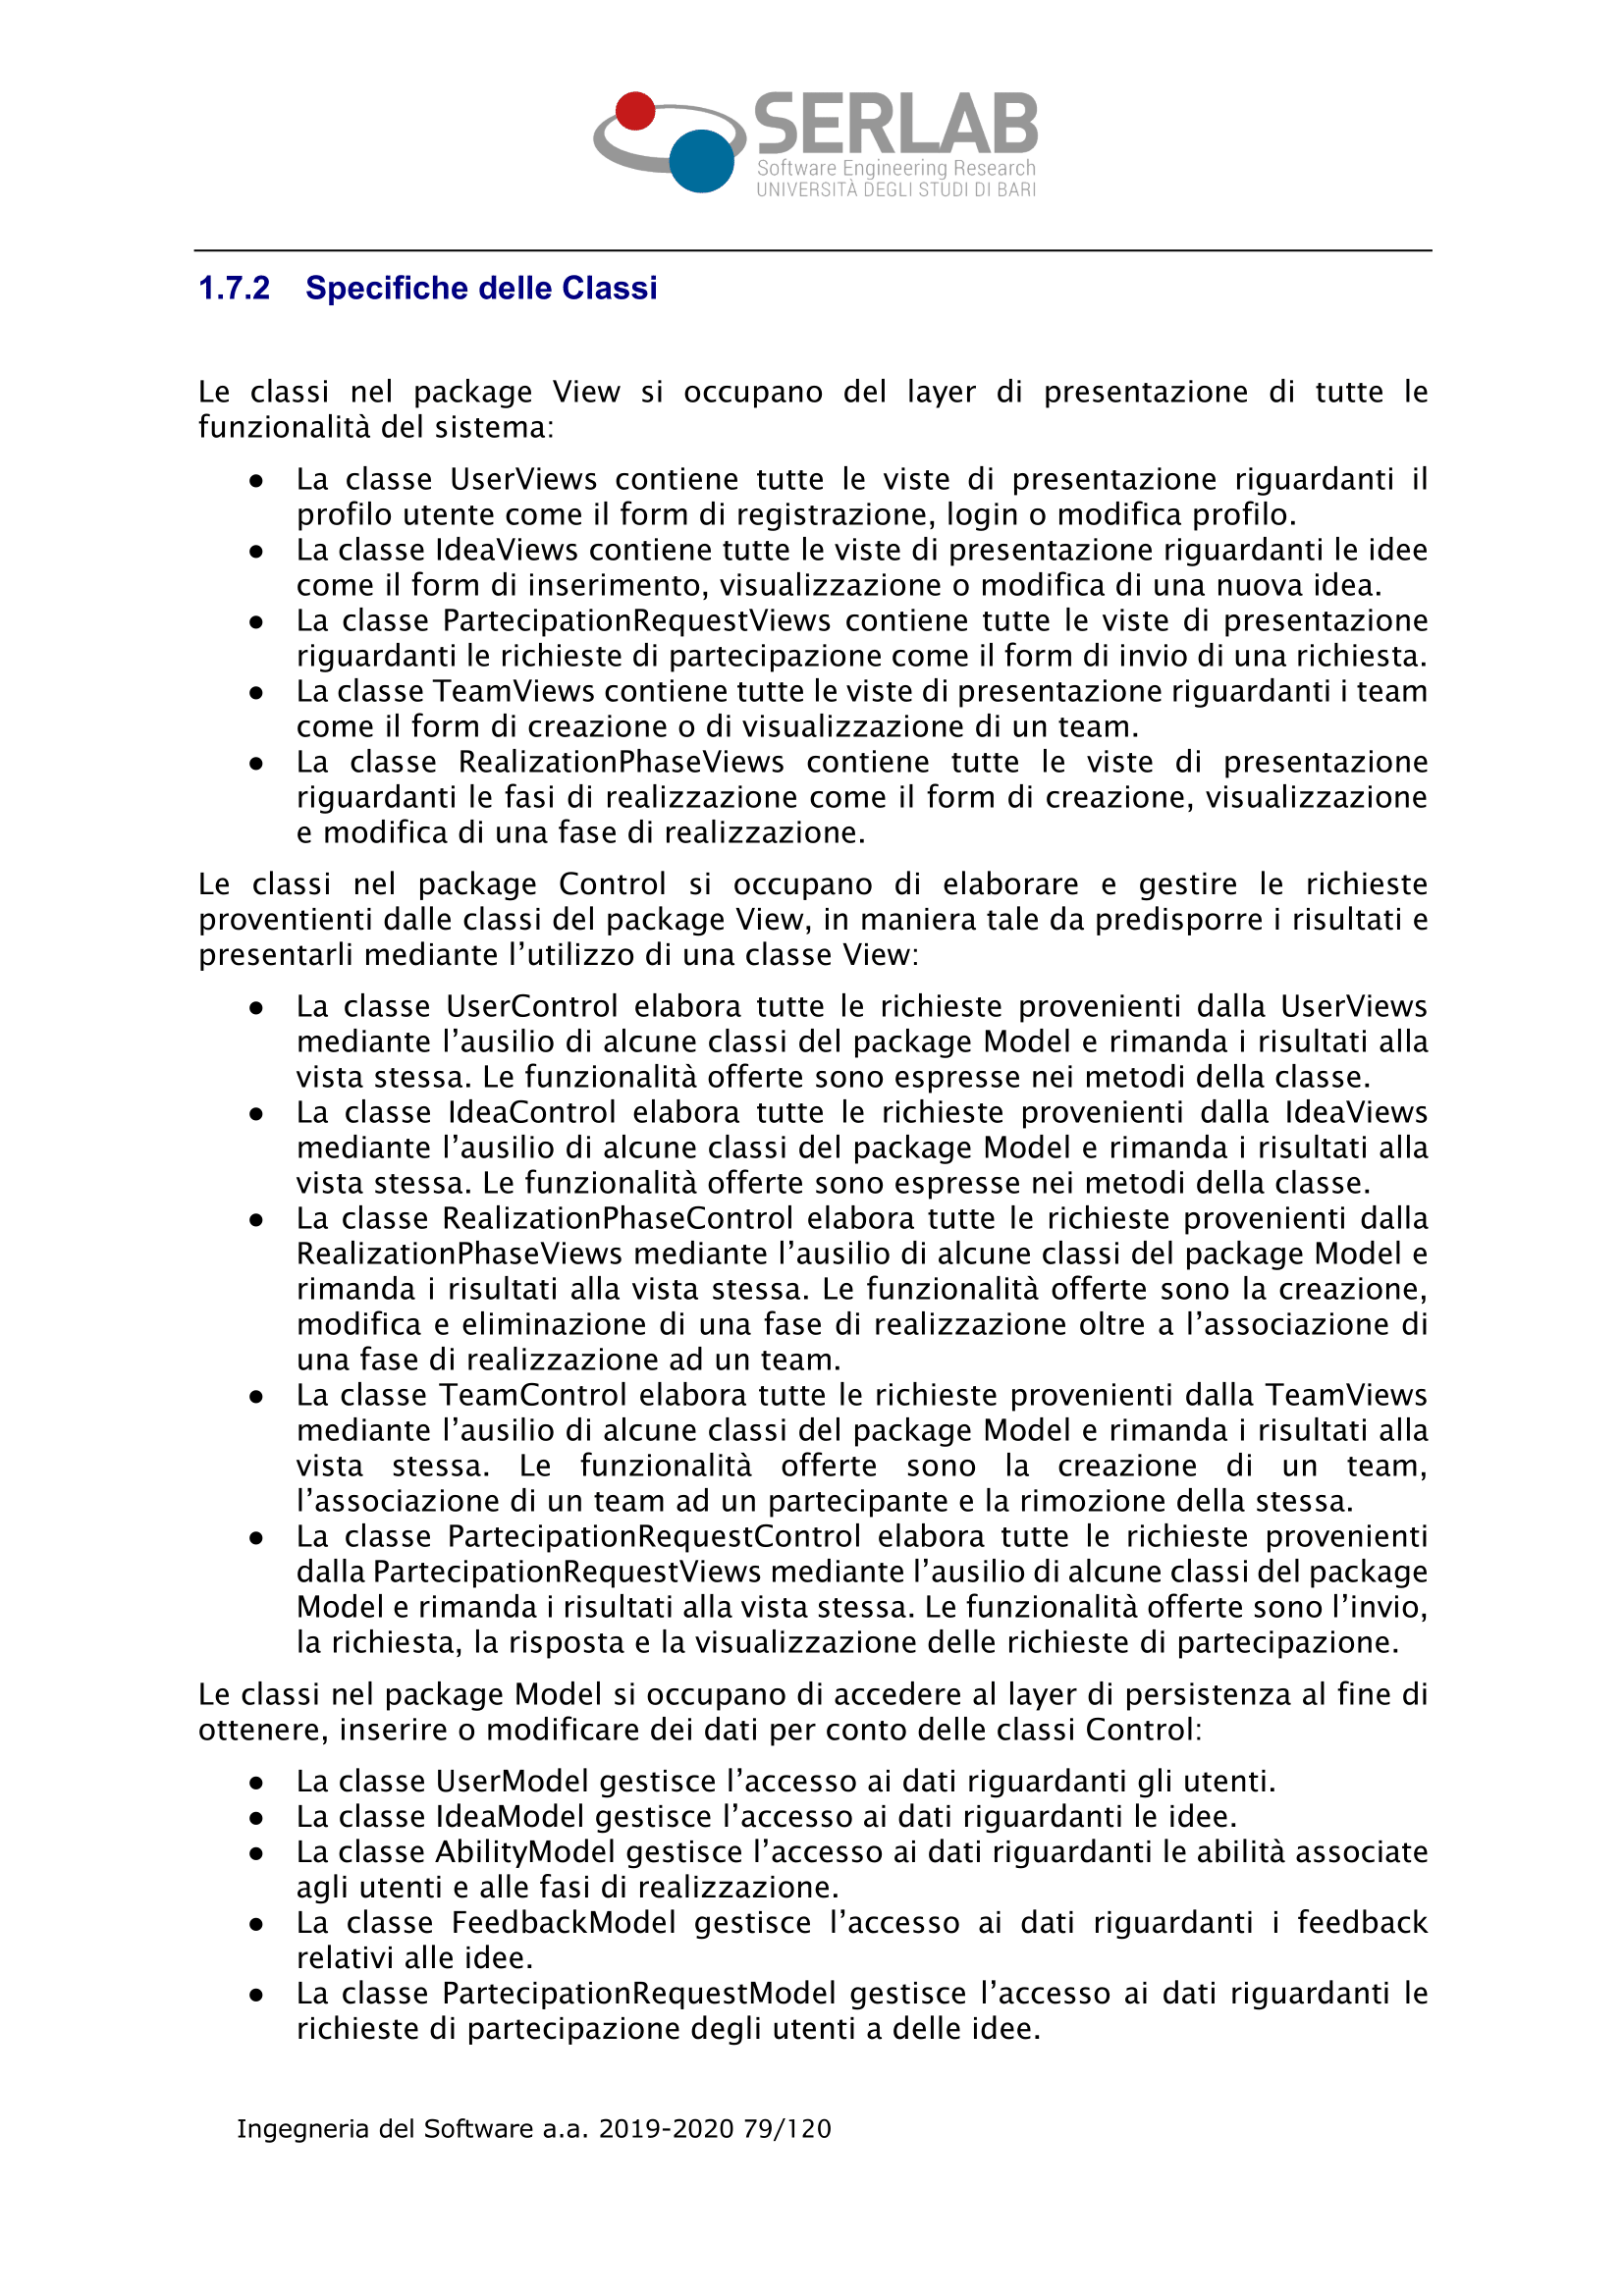 SERLAB
Software Engineering Research
UNIVERSITÀ DEGLI STUDI DI BARI
1.7.2 Specifiche delle Classi
Le classi nel package View si occupano del layer di presentazione di tutte le
funzionalità del sistema:
● La classe UserViews contiene tutte le viste di presentazione riguardanti il
profilo utente come il form di registrazione, login o modifica profilo.
● La classe IdeaViews contiene tutte le viste di presentazione riguardanti le idee
come il form di inserimento, visualizzazione o modifica di una nuova idea.
● La classe PartecipationRequestViews contiene tutte le viste di presentazione
riguardanti le richieste di partecipazione come il form di invio di una richiesta.
● La classe TeamViews contiene tutte le viste di presentazione riguardanti i team
come il form di creazione o di visualizzazione di un team.
● La classe RealizationPhaseViews contiene tutte le viste di presentazione
riguardanti le fasi di realizzazione come il form di creazione, visualizzazione
e modifica di una fase di realizzazione.
Le classi nel package Control si occupano di elaborare e gestire le richieste
proventienti dalle classi del package View, in maniera tale da predisporre i risultati e
presentarli mediante l’utilizzo di una classe View:
● La classe UserControl elabora tutte le richieste provenienti dalla UserViews
mediante l’ausilio di alcune classi del package Model e rimanda i risultati alla
vista stessa. Le funzionalità offerte sono espresse nei metodi della classe.
● La classe IdeaControl elabora tutte le richieste provenienti dalla IdeaViews
mediante l’ausilio di alcune classi del package Model e rimanda i risultati alla
vista stessa. Le funzionalità offerte sono espresse nei metodi della classe.
● La classe RealizationPhaseControl elabora tutte le richieste provenienti dalla
RealizationPhaseViews mediante l’ausilio di alcune classi del package Model e
rimanda i risultati alla vista stessa. Le funzionalità offerte sono la creazione,
modifica e eliminazione di una fase di realizzazione oltre a l’associazione di
una fase di realizzazione ad un team.
● La classe TeamControl elabora tutte le richieste provenienti dalla TeamViews
mediante l’ausilio di alcune classi del package Model e rimanda i risultati alla
vista stessa. Le funzionalità offerte sono la creazione di un team,
l’associazione di un team ad un partecipante e la rimozione della stessa.
● La classe PartecipationRequestControl elabora tutte le richieste provenienti
dalla PartecipationRequestViews mediante l’ausilio di alcune classi del package
Model e rimanda i risultati alla vista stessa. Le funzionalità offerte sono l’invio,
la richiesta, la risposta e la visualizzazione delle richieste di partecipazione.
Le classi nel package Model si occupano di accedere al layer di persistenza al fine di
ottenere, inserire o modificare dei dati per conto delle classi Control:
● La classe UserModel gestisce l’accesso ai dati riguardanti gli utenti.
● La classe IdeaModel gestisce l’accesso ai dati riguardanti le idee.
● La classe AbilityModel gestisce l’accesso ai dati riguardanti le abilità associate
agli utenti e alle fasi di realizzazione.
● La classe FeedbackModel gestisce l’accesso ai dati riguardanti i feedback
relativi alle idee.
● La classe PartecipationRequestModel gestisce l’accesso ai dati riguardanti le
richieste di partecipazione degli utenti a delle idee.
Ingegneria del Software a.a. 2019-2020 79/120